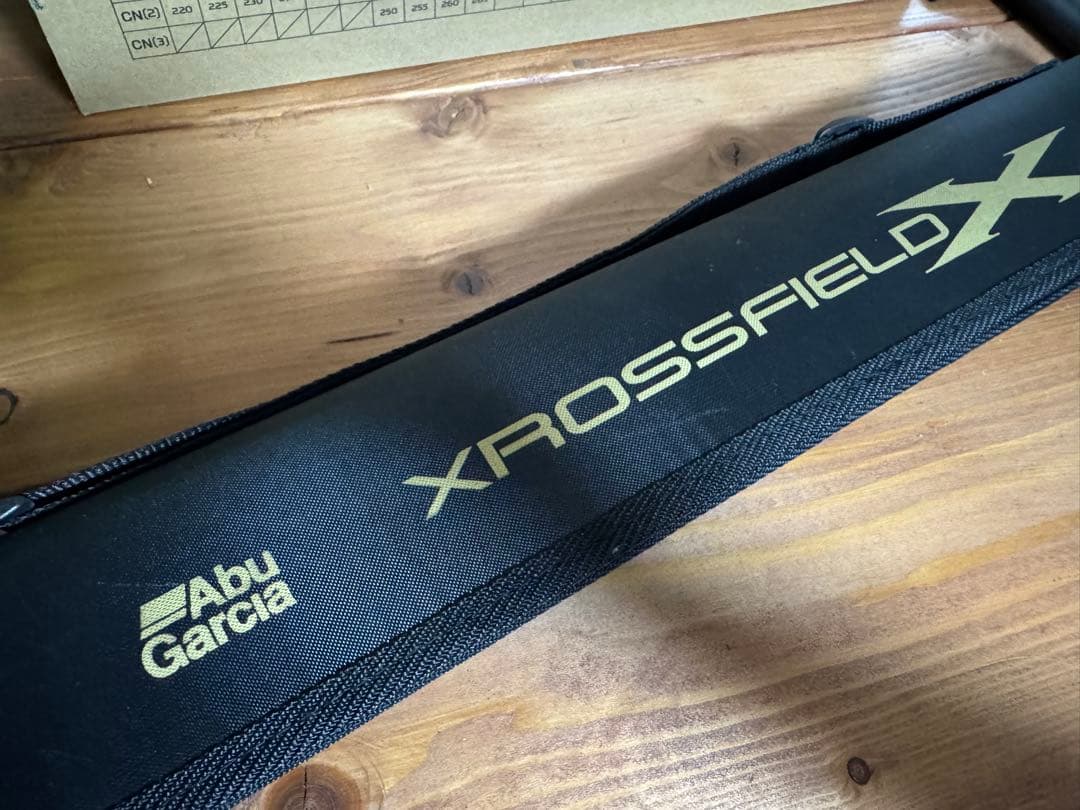 CN(2) 220 225 230 250 255 260
CN(3)
XROSSFIELD X
Abu
Garcia